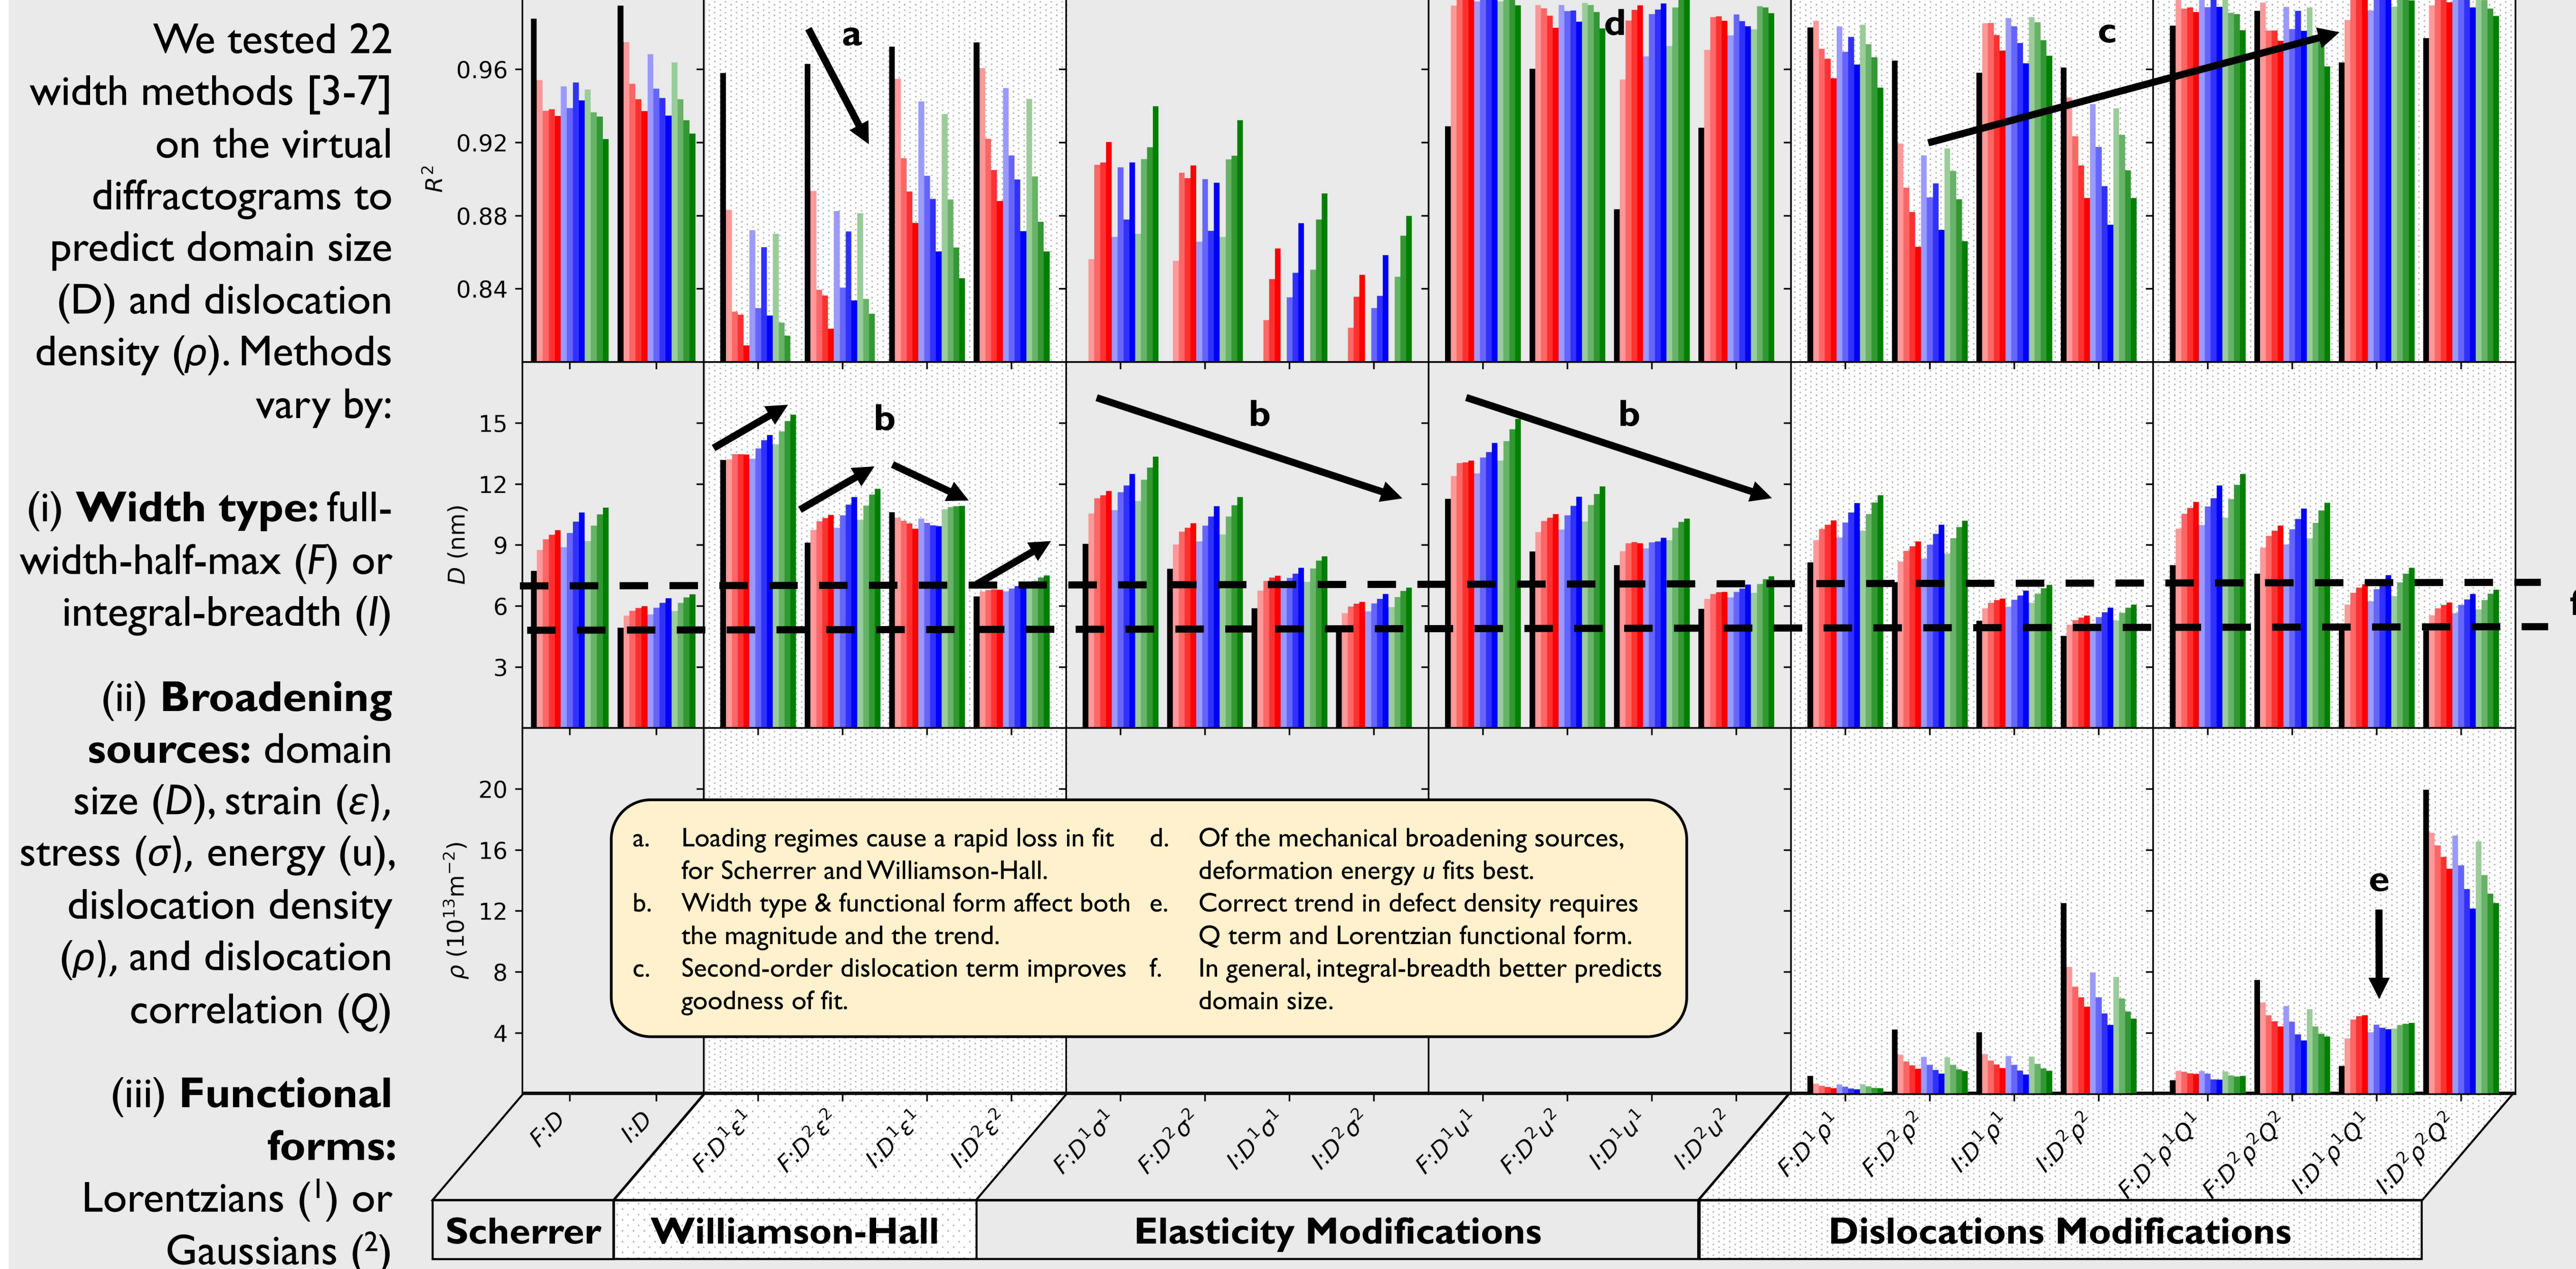 We tested 22
width methods [3-7]
on the virtual
diffractograms to
predict domain size
(D) and dislocation
density (ρ). Methods
vary by:
(i) Width type: full-
width-half-max (F) or
integral-breadth (I)
(ii) Broadening
sources: domain
size (D), strain (ε),
stress (σ), energy (u),
dislocation density
(ρ), and dislocation
correlation (Q)
(iii) Functional
forms:
Lorentzians (¹) or
Gaussians (²)
R²
0.96
0.92
0.88
0.84
a
d
c
D (nm)
15
12
9
6
3
b
b
b
f
ρ (10¹³m⁻²)
20
16
12
8
4
e
a. Loading regimes cause a rapid loss in fit
for Scherrer and Williamson-Hall.
b. Width type & functional form affect both
the magnitude and the trend.
c. Second-order dislocation term improves
goodness of fit.
d. Of the mechanical broadening sources,
deformation energy u fits best.
e. Correct trend in defect density requires
Q term and Lorentzian functional form.
f. In general, integral-breadth better predicts
domain size.
F:D
I:D
F:D¹ε¹
F:D²ε²
I:D¹ε¹
I:D²ε²
F:D¹σ¹
F:D²σ²
I:D¹σ¹
I:D²σ²
F:D¹u¹
F:D²u²
I:D¹u¹
I:D²u²
F:D¹ρ¹
F:D²ρ²
I:D¹ρ¹
I:D²ρ²
F:D¹ρ¹Q¹
F:D²ρ²Q²
I:D¹ρ¹Q¹
I:D²ρ²Q²
Scherrer
Williamson-Hall
Elasticity Modifications
Dislocations Modifications